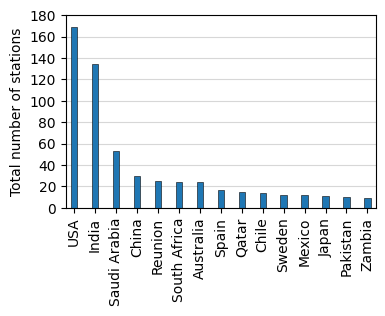 Total number of stations
180
160
140
120
100
80
60
40
20
0
USA
India
Saudi Arabia
China
Reunion
South Africa
Australia
Spain
Qatar
Chile
Sweden
Mexico
Japan
Pakistan
Zambia